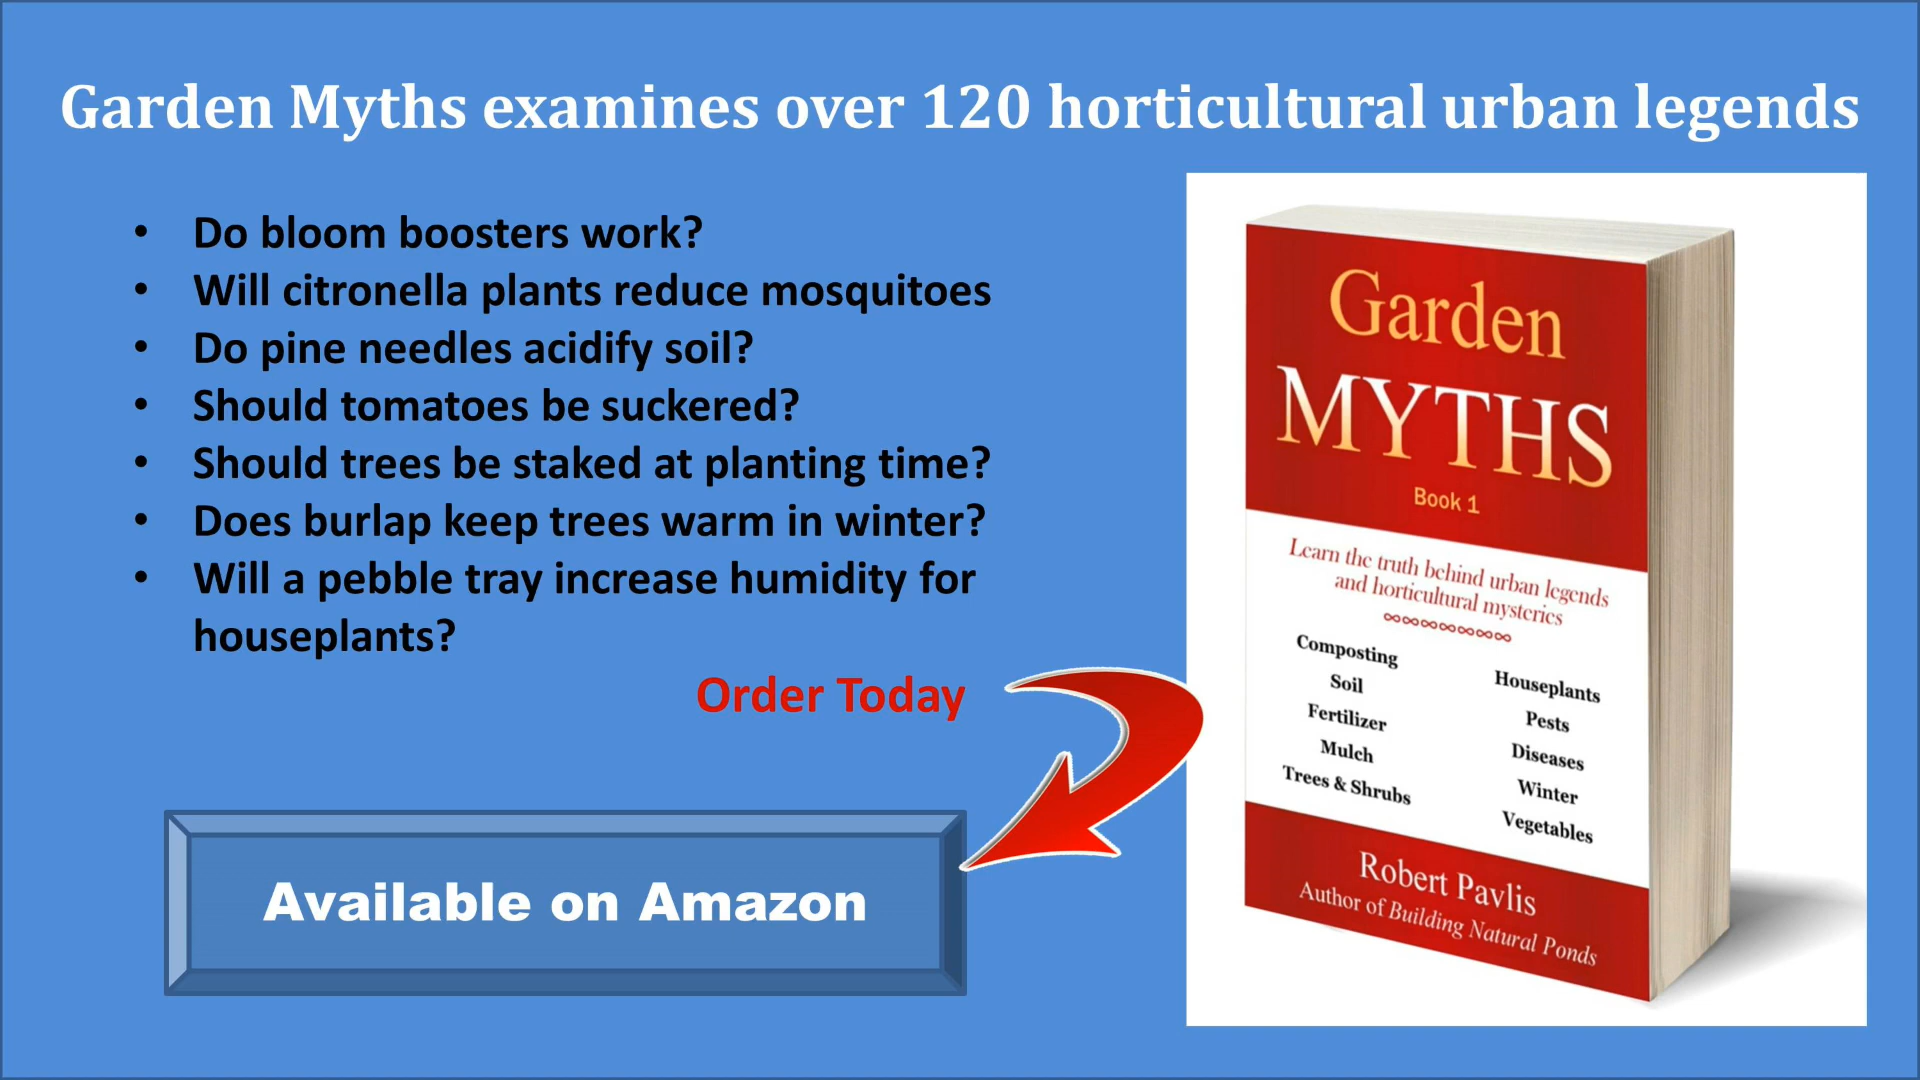 Garden Myths examines over 120 horticultural urban legends
• Do bloom boosters work?
• Will citronella plants reduce mosquitoes
• Do pine needles acidify soil?
• Should tomatoes be suckered?
• Should trees be staked at planting time?
• Does burlap keep trees warm in winter?
• Will a pebble tray increase humidity for
houseplants?
Order Today
Available on Amazon
Garden
MYTHS
Book 1
Learn the truth behind urban legends
and horticultural mysteries
Composting
Soil
Fertilizer
Mulch
Trees & Shrubs
Houseplants
Pests
Diseases
Winter
Vegetables
Robert Pavlis
Author of Building Natural Ponds